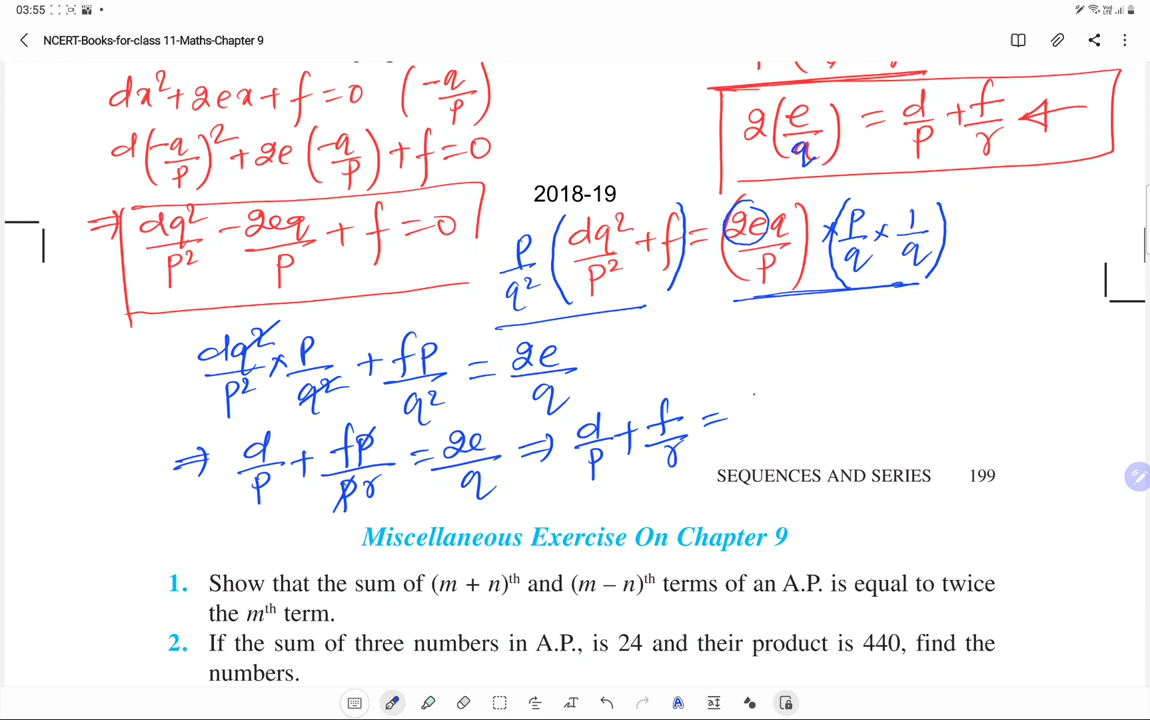 03:55
NCERT-Books-for-class 11-Maths-Chapter 9
dx²+2ex+f=0 (-q/p)
2(e/q) = d/p + f/r
d(-q/p)²+2e(-q/p)+f=0
2018-19
⇒ dq²/p² - 2eq/p + f = 0
p/q² (dq²/p² + f) = (2eq/p) × (p/q × 1/q)
dq²/p² × p/q² + fp/q² = 2e/q
⇒ d/p + fp/pr = 2e/q ⇒ d/p + f/r =
SEQUENCES AND SERIES 199
Miscellaneous Exercise On Chapter 9
1. Show that the sum of (m + n)ᵗʰ and (m – n)ᵗʰ terms of an A.P. is equal to twice
the mᵗʰ term.
2. If the sum of three numbers in A.P., is 24 and their product is 440, find the
numbers.